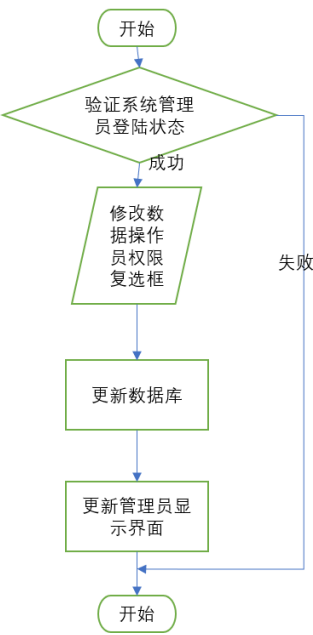 开始
验证系统管理
员登陆状态
成功
修改数
据操作
员权限
复选框
失败
更新数据库
更新管理员显
示界面
开始